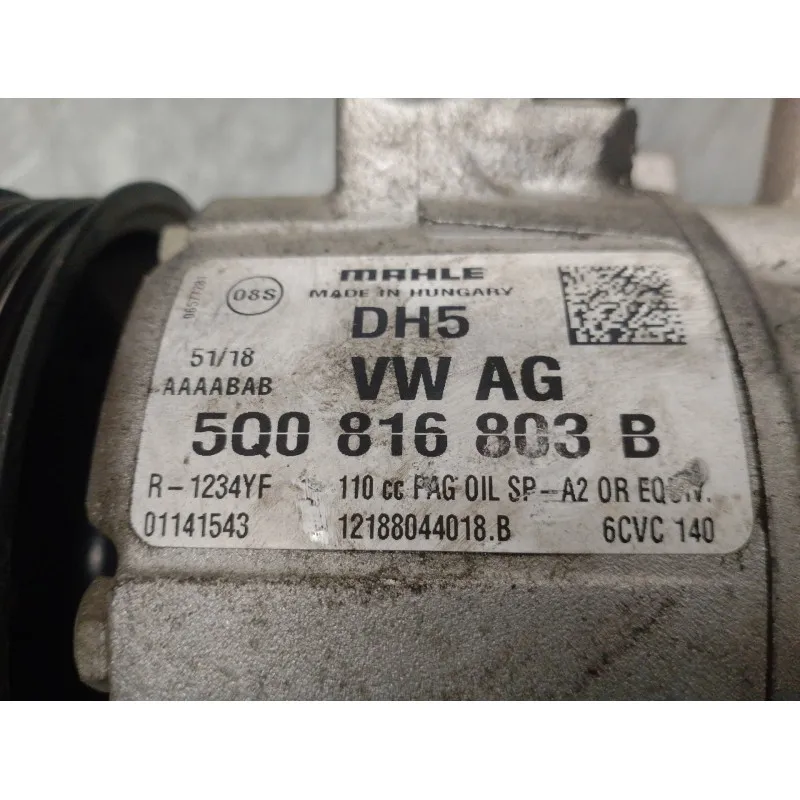 MAHLE
08S
MADE IN HUNGARY
DH5
51/18
VW AG
AAAABAB
5Q0 816 803 B
R-1234YF 110 cc PAG OIL SP-A2 OR EQUIV.
01141543 12188044018.B 6CVC 140